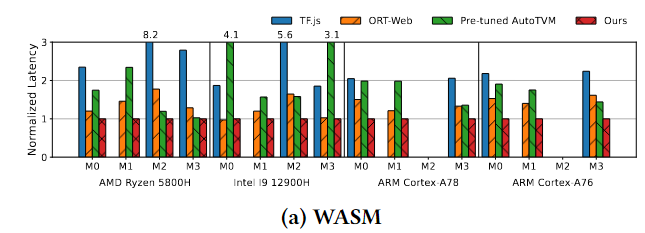 TF.js ORT-Web Pre-tuned AutoTVM Ours
8.2 4.1 5.6 3.1
Normalized Latency
3
2
1
0
M0 M1 M2 M3 M0 M1 M2 M3 M0 M1 M2 M3 M0 M1 M2 M3
AMD Ryzen 5800H Intel I9 12900H ARM Cortex-A78 ARM Cortex-A76
(a) WASM